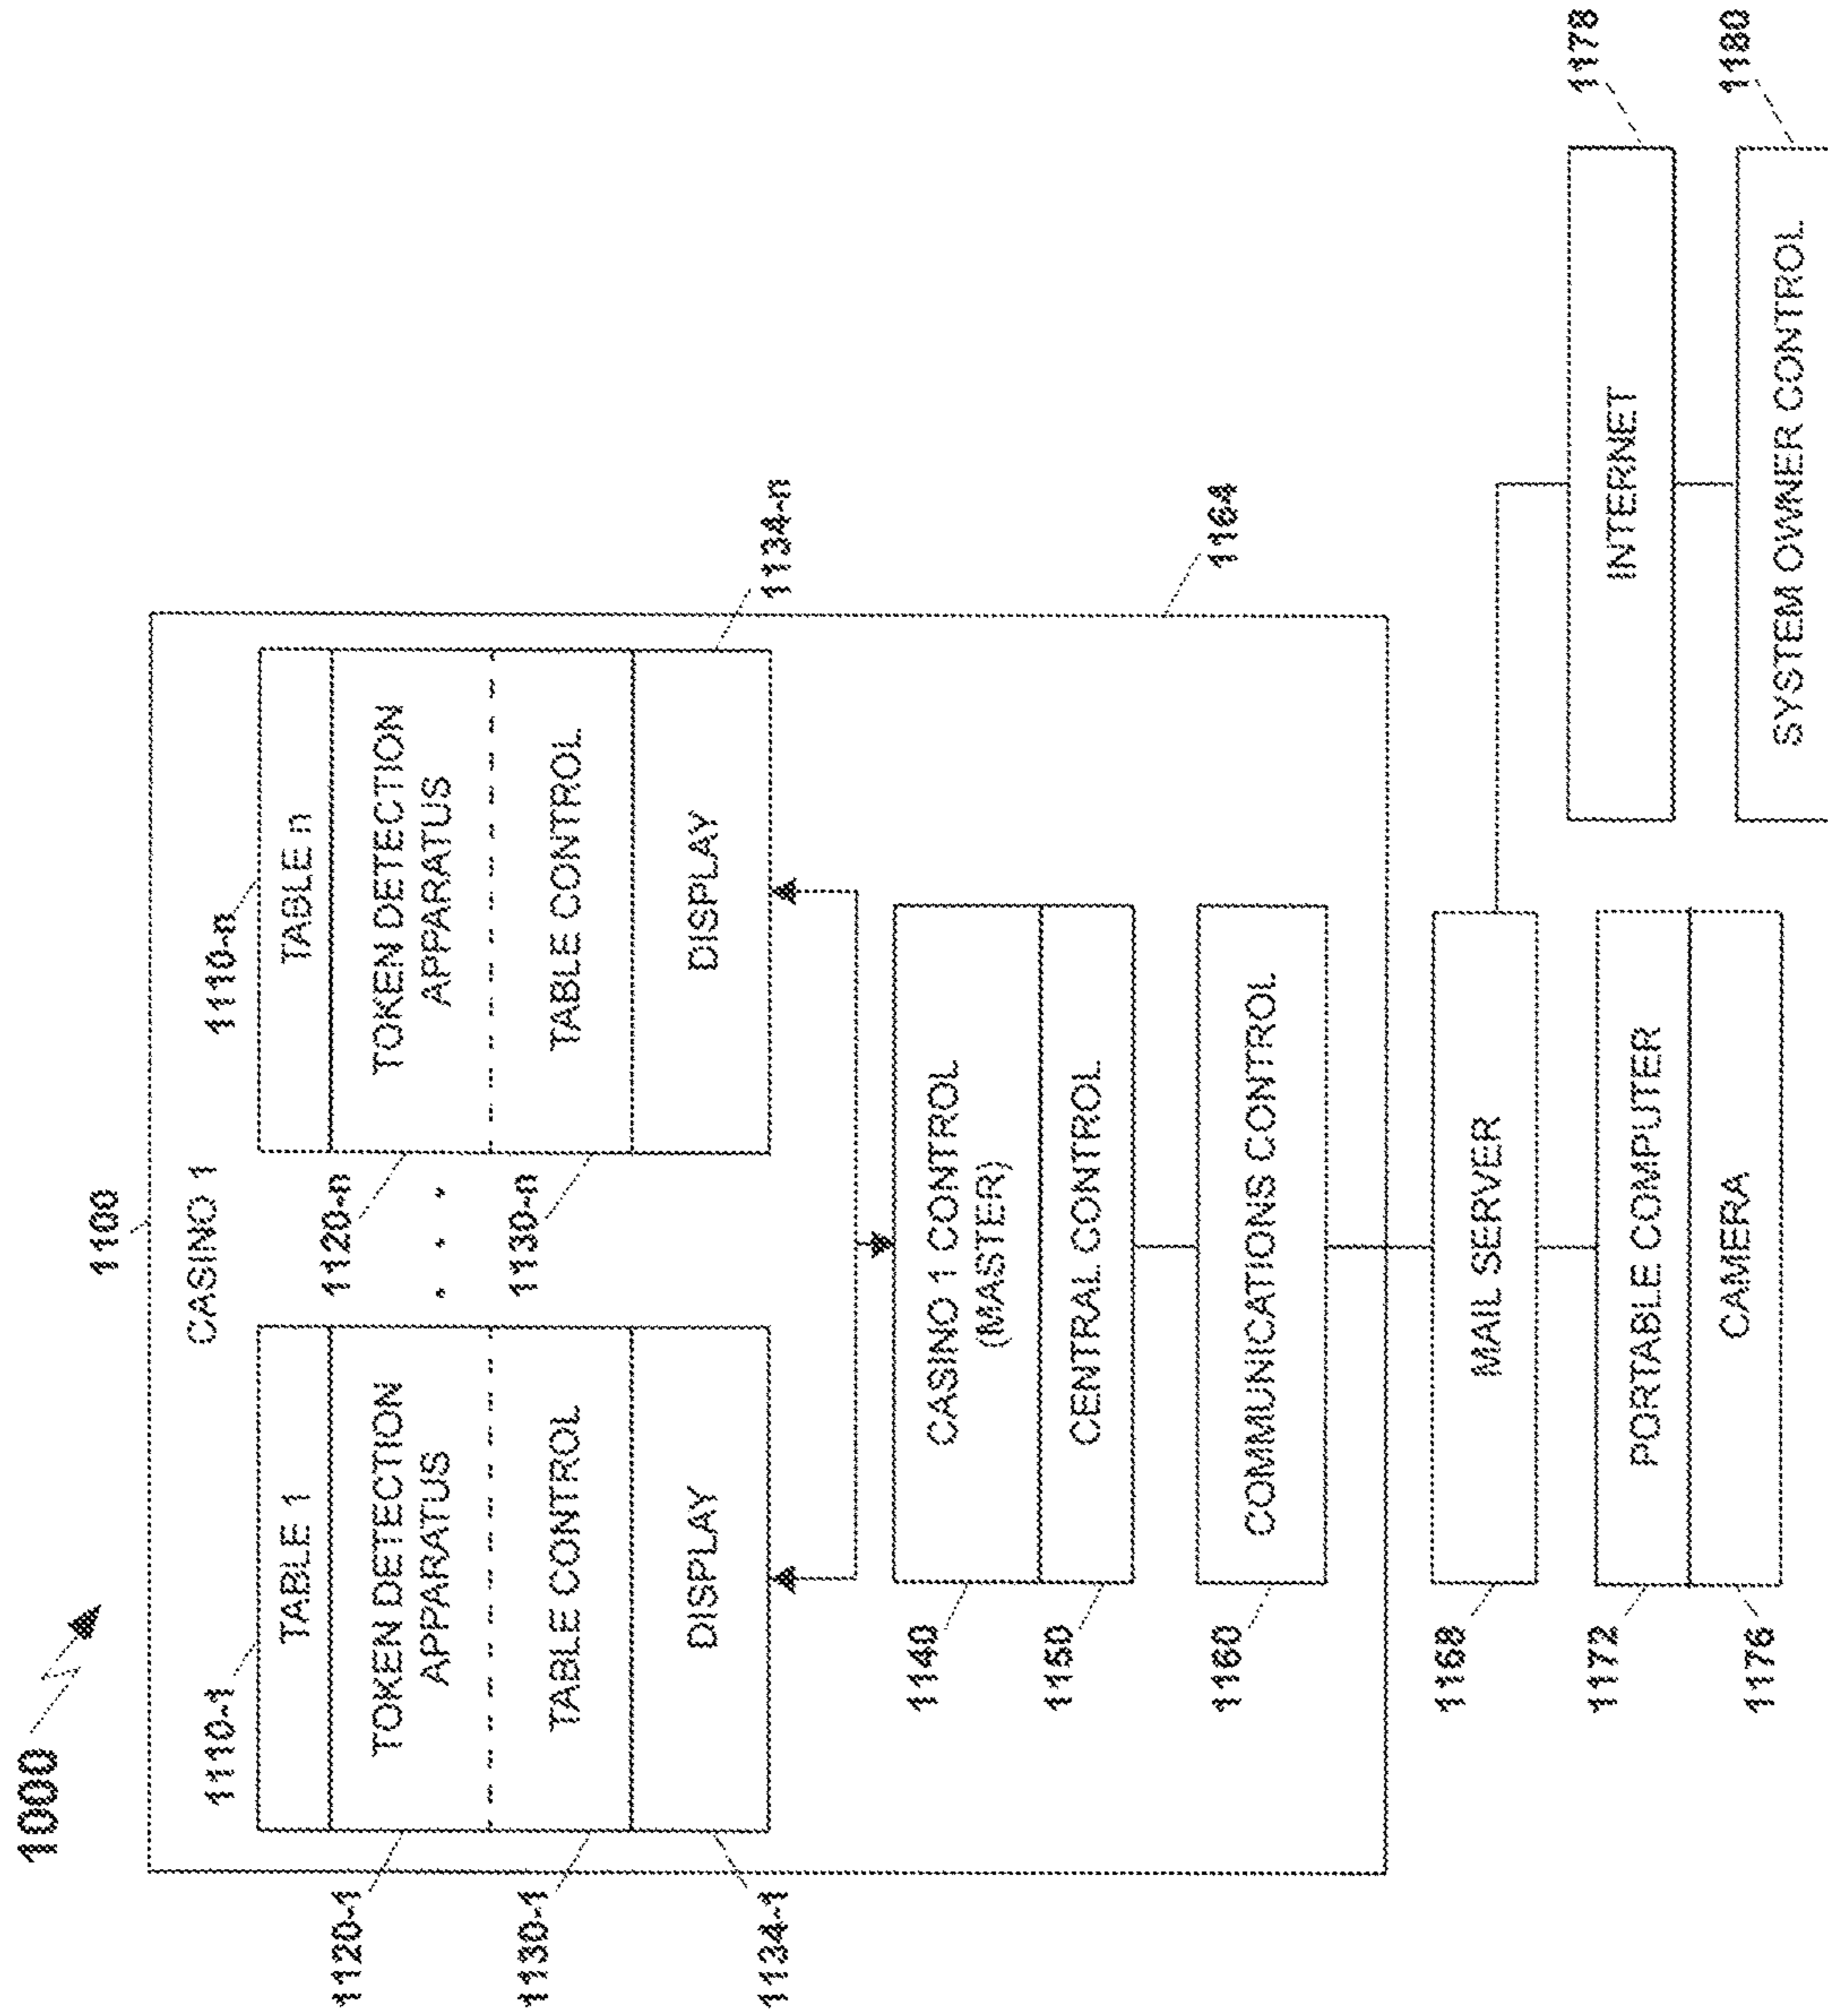 1000
1100
CASINO 1
1110-1
TABLE 1
TOKEN DETECTION
APPARATUS
TABLE CONTROL
DISPLAY
1120-1
1130-1
1134-1
. . .
1110-n
TABLE n
TOKEN DETECTION
APPARATUS
TABLE CONTROL
DISPLAY
1120-n
1130-n
1134-n
1140
CASINO 1 CONTROL
(MASTER)
1150
CENTRAL CONTROL
1160
COMMUNICATIONS CONTROL
1164
1168
MAIL SERVER
1172
PORTABLE COMPUTER
1176
CAMERA
1178
INTERNET
1180
SYSTEM OWNER CONTROL